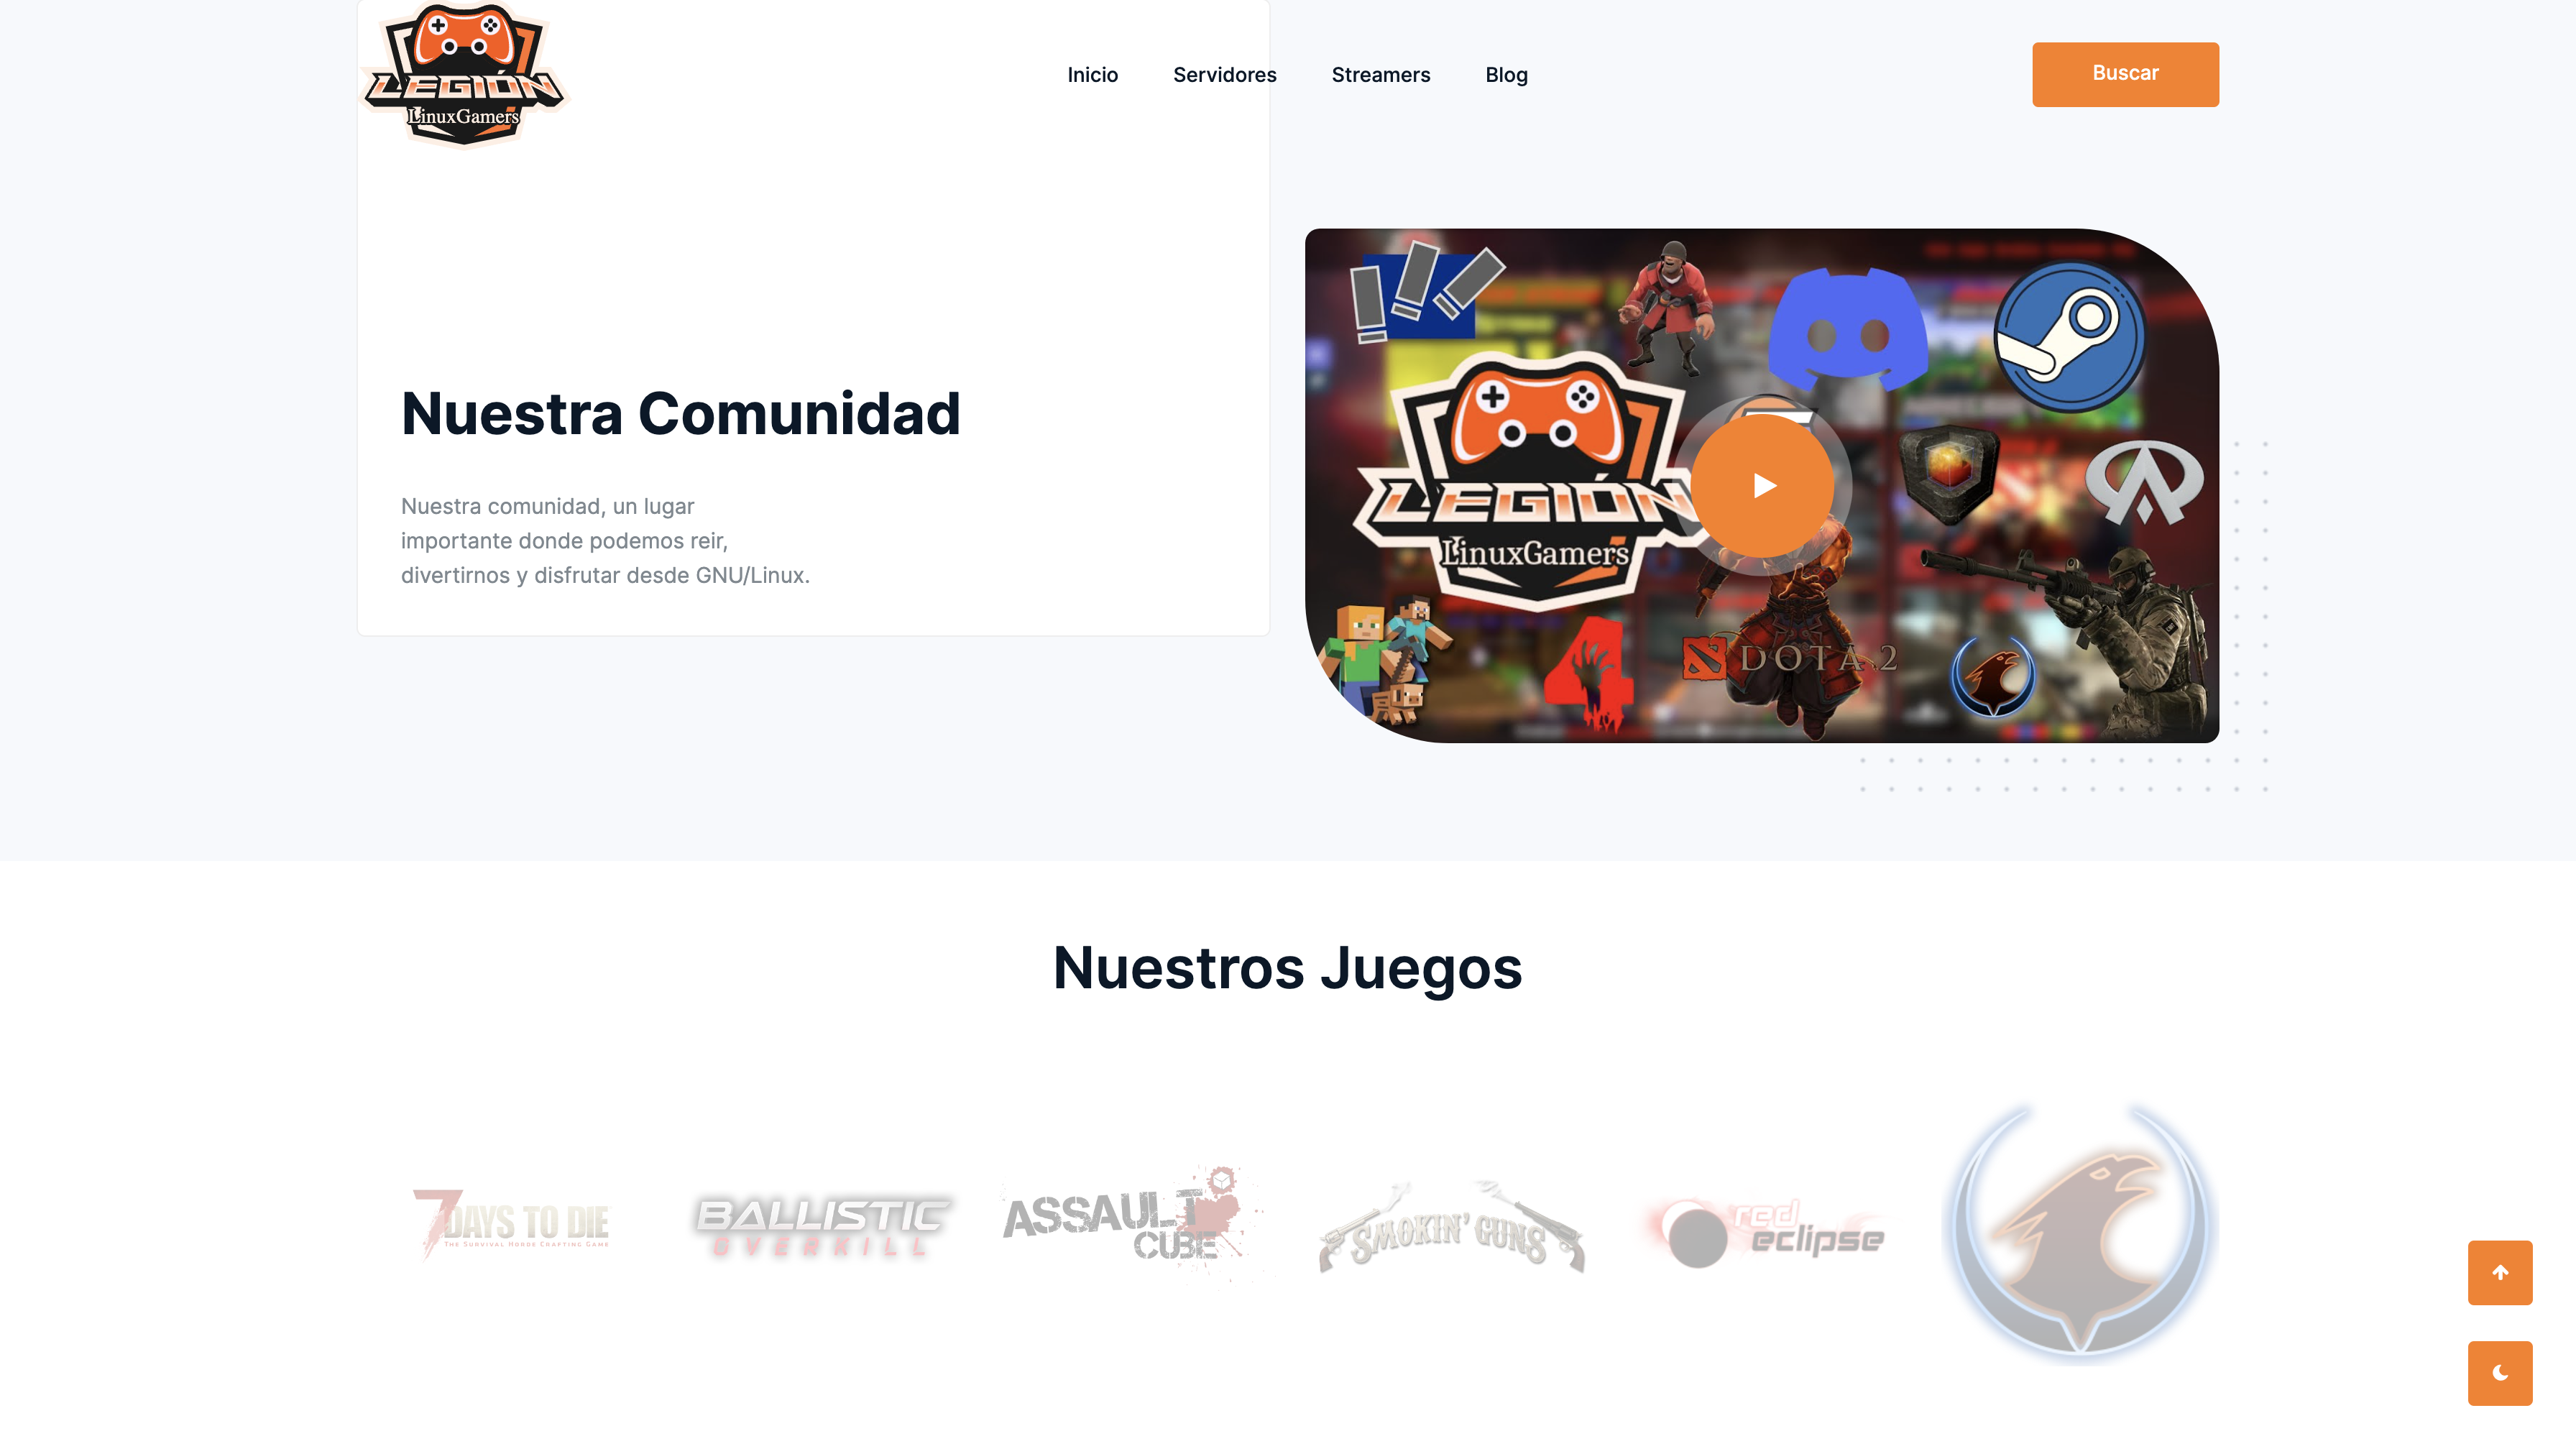 LEGIÓN
LinuxGamers
Inicio
Servidores
Streamers
Blog
Buscar
Nuestra Comunidad
Nuestra comunidad, un lugar
importante donde podemos reir,
divertirnos y disfrutar desde GNU/Linux.
LEGIÓN
LinuxGamers
4
DOTA 2
Nuestros Juegos
7 DAYS TO DIE
THE SURVIVAL HORDE CRAFTING GAME
BALLISTIC
OVERKILL
ASSAULT
CUBE
SMOKIN' GUNS
red
eclipse